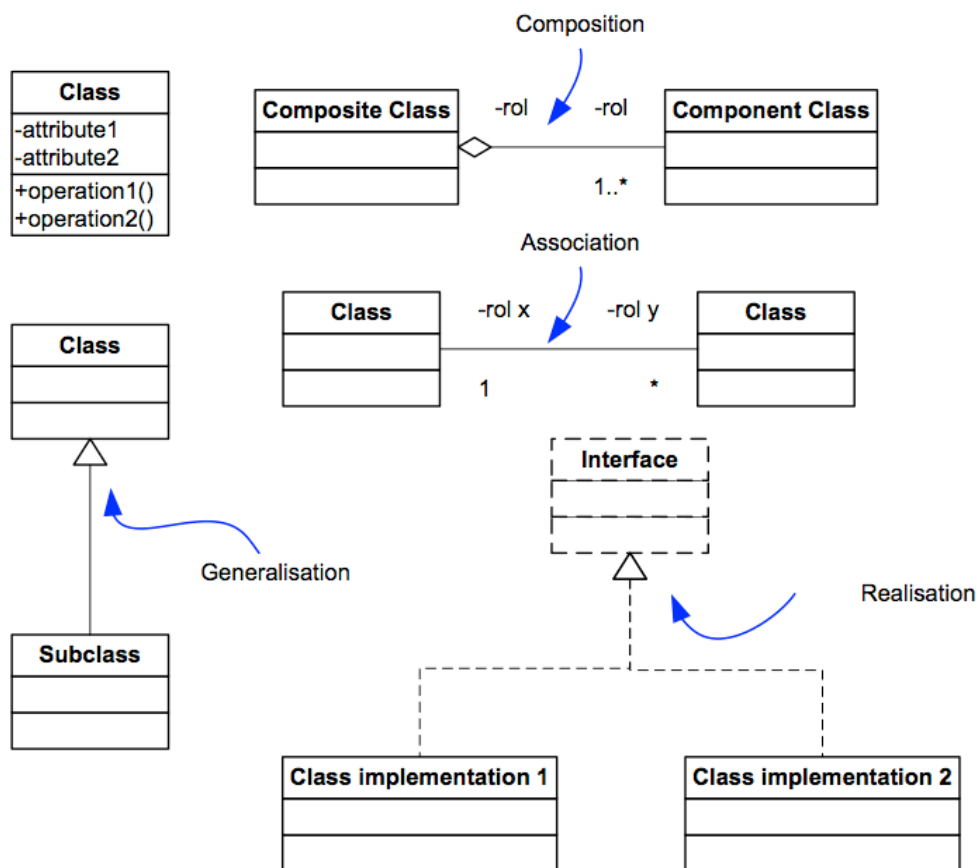 Composition
Class
-attribute1
-attribute2
+operation1()
+operation2()
Composite Class
-rol
-rol
1..*
Component Class
Association
Class
-rol x
-rol y
1
*
Class
Class
Generalisation
Subclass
Interface
Realisation
Class implementation 1
Class implementation 2